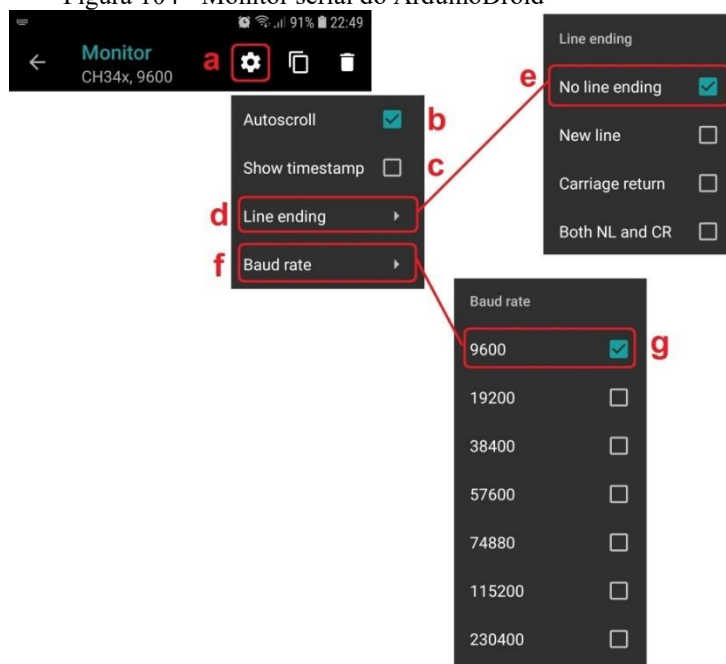 Figura 104 - Monitor serial do ArduinoDroid
91% 22:49
Monitor
CH34x, 9600
a
Autoscroll
b
Show timestamp
c
d
Line ending
f
Baud rate
Line ending
e
No line ending
New line
Carriage return
Both NL and CR
Baud rate
9600
g
19200
38400
57600
74880
115200
230400